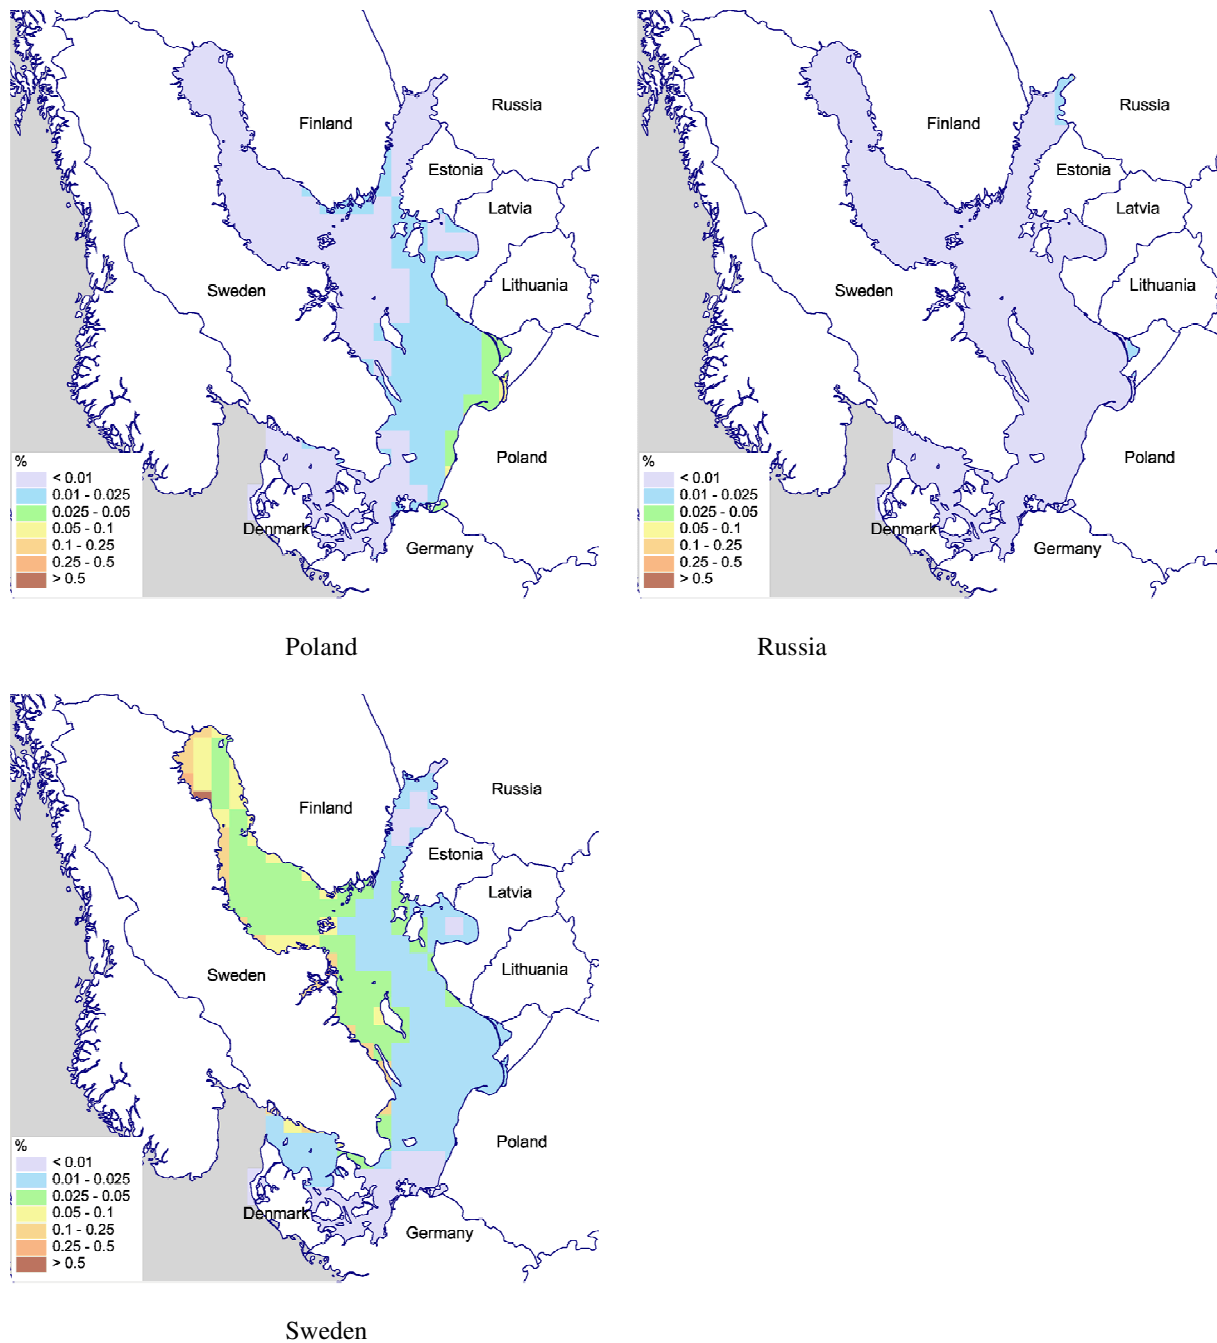 Finland
Russia
Estonia
Latvia
Lithuania
Sweden
Poland
Denmark
Germany
%
< 0.01
0.01 - 0.025
0.025 - 0.05
0.05 - 0.1
0.1 - 0.25
0.25 - 0.5
> 0.5
Poland
Finland
Russia
Estonia
Latvia
Lithuania
Sweden
Poland
Denmark
Germany
%
< 0.01
0.01 - 0.025
0.025 - 0.05
0.05 - 0.1
0.1 - 0.25
0.25 - 0.5
> 0.5
Russia
Finland
Russia
Estonia
Latvia
Lithuania
Sweden
Poland
Denmark
Germany
%
< 0.01
0.01 - 0.025
0.025 - 0.05
0.05 - 0.1
0.1 - 0.25
0.25 - 0.5
> 0.5
Sweden